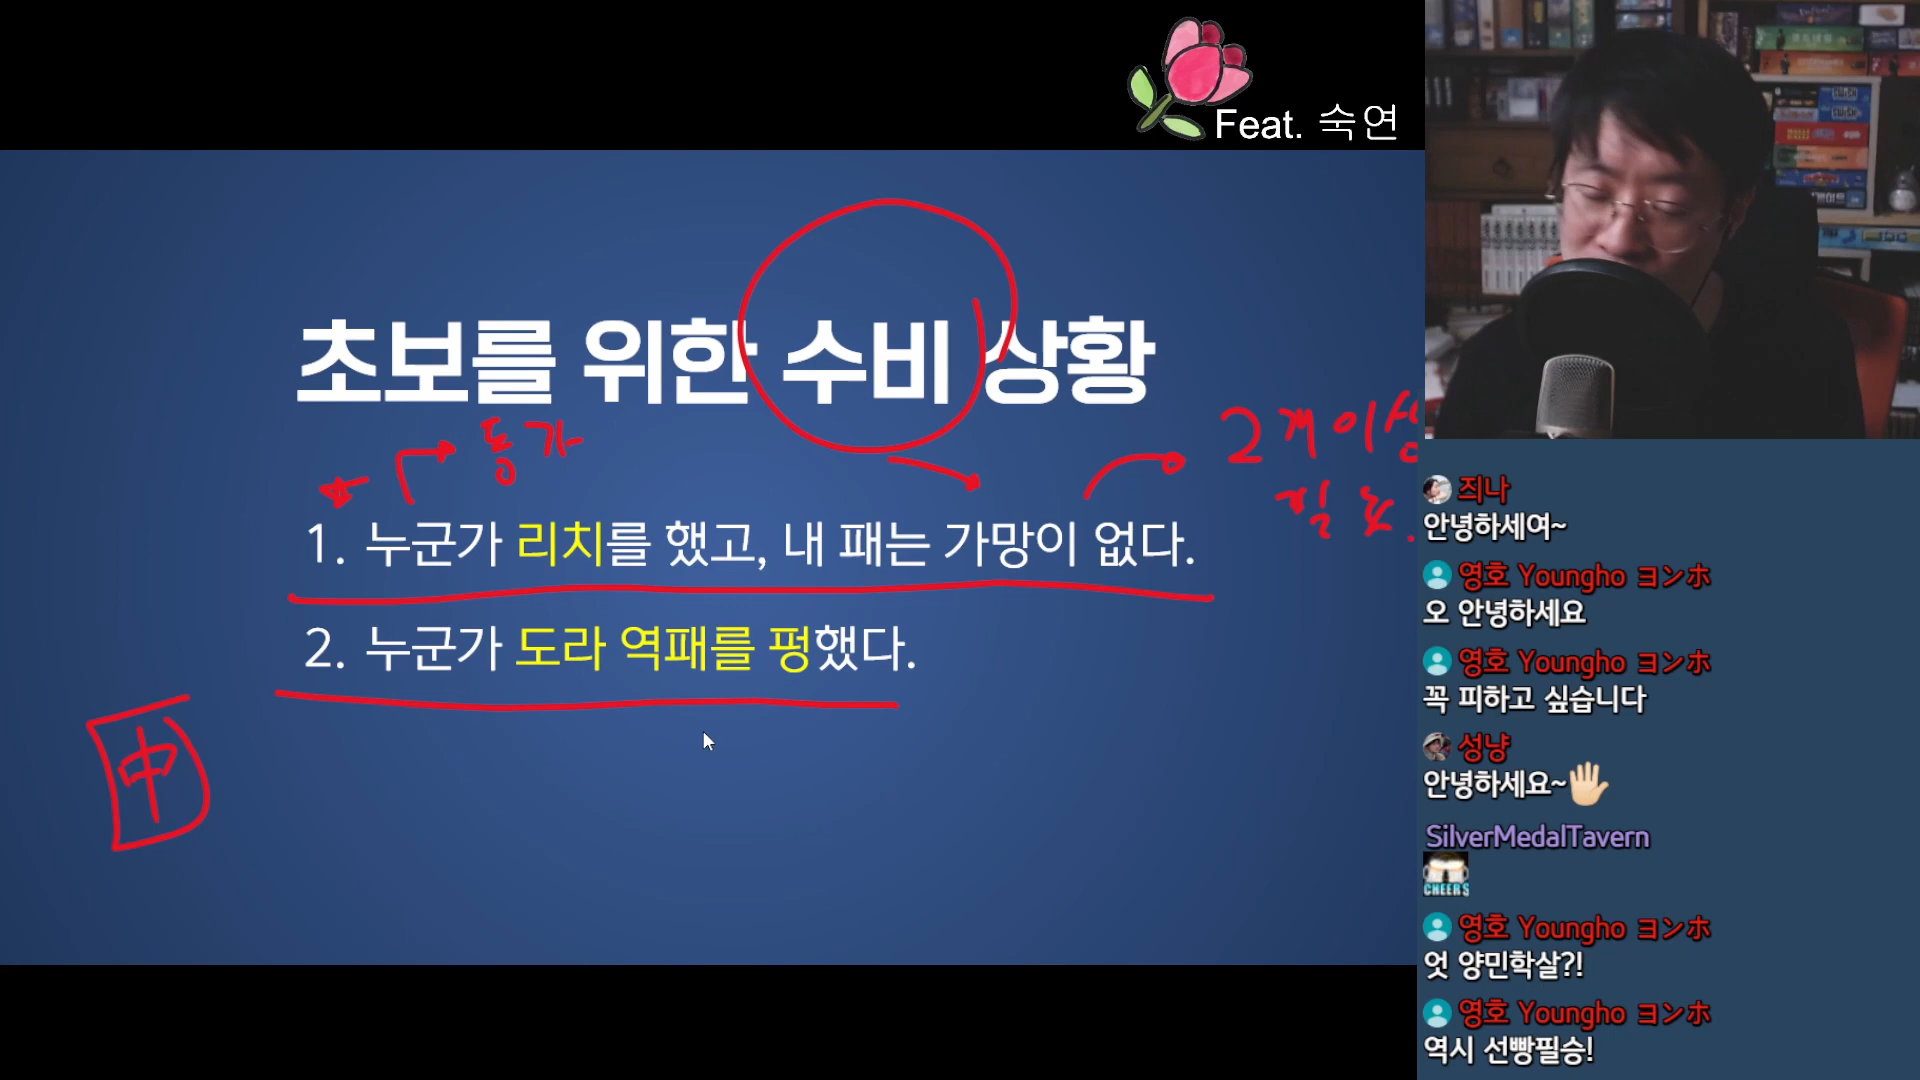 Feat. 숙연
초보를 위한 수비 상황
동가
2개 이상
필요.
1. 누군가 리치를 했고, 내 패는 가망이 없다.
2. 누군가 도라 역패를 펑했다.
中
죄나
안녕하세여~
영호 Youngho ヨンホ
오 안녕하세요
영호 Youngho ヨンホ
꼭 피하고 싶습니다
성냥
안녕하세요~
SilverMedalTavern
CHEERS
영호 Youngho ヨンホ
엇 양민학살?!
영호 Youngho ヨンホ
역시 선빵필승!